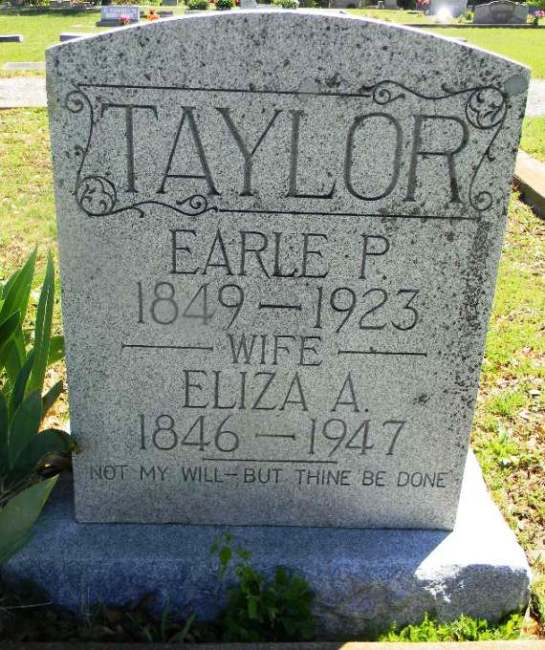 TAYLOR
EARLE P.
1849 — 1923
WIFE
ELIZA A.
1846 — 1947
NOT MY WILL — BUT THINE BE DONE